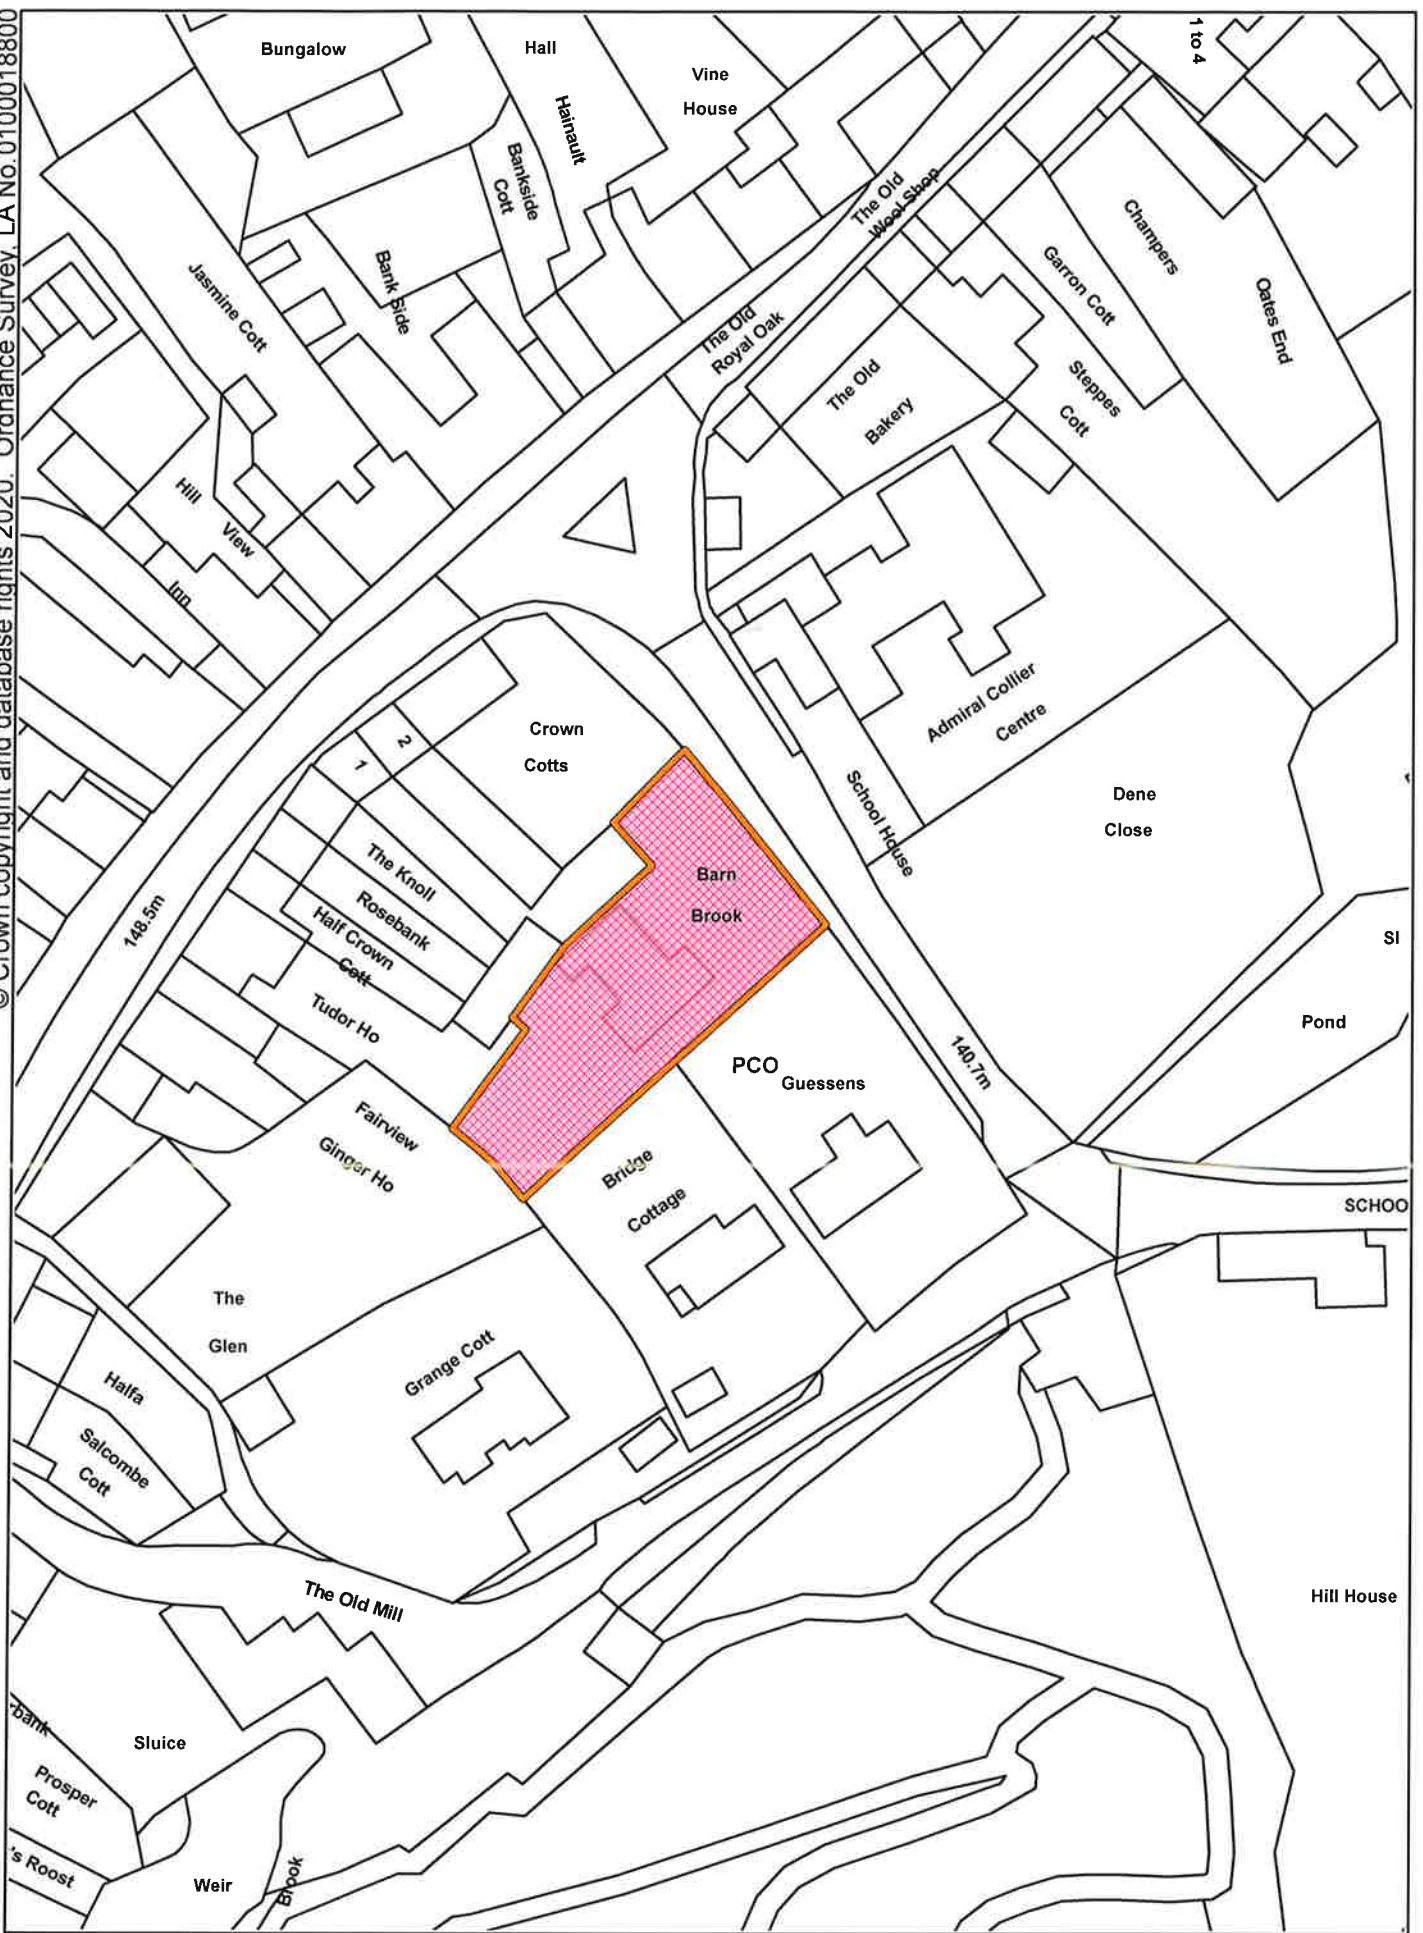 © Crown copyright and database rights 2020. Ordnance Survey. LA No.0100018800
Bungalow
Hall
Hainault
Vine
House
1 to 4
Bankside
Cott
Bank Side
Jasmine Cott
The Old
Wool Shop
Champers
Garron Cott
Oates End
The Old
Royal Oak
The Old
Bakery
Steppes
Cott
Hill
View
Inn
Crown
Cotts
2
1
Admiral Collier
Centre
School House
Dene
Close
The Knoll
Rosebank
Half Crown
Cott
Tudor Ho
148.5m
Barn
Brook
Sl
Pond
140.7m
PCO
Guessens
Fairview
Ginger Ho
Bridge
Cottage
SCHOO
The
Glen
Grange Cott
Halfa
Salcombe
Cott
The Old Mill
Hill House
rbank
Sluice
Prosper
Cott
's Roost
Weir
Brook